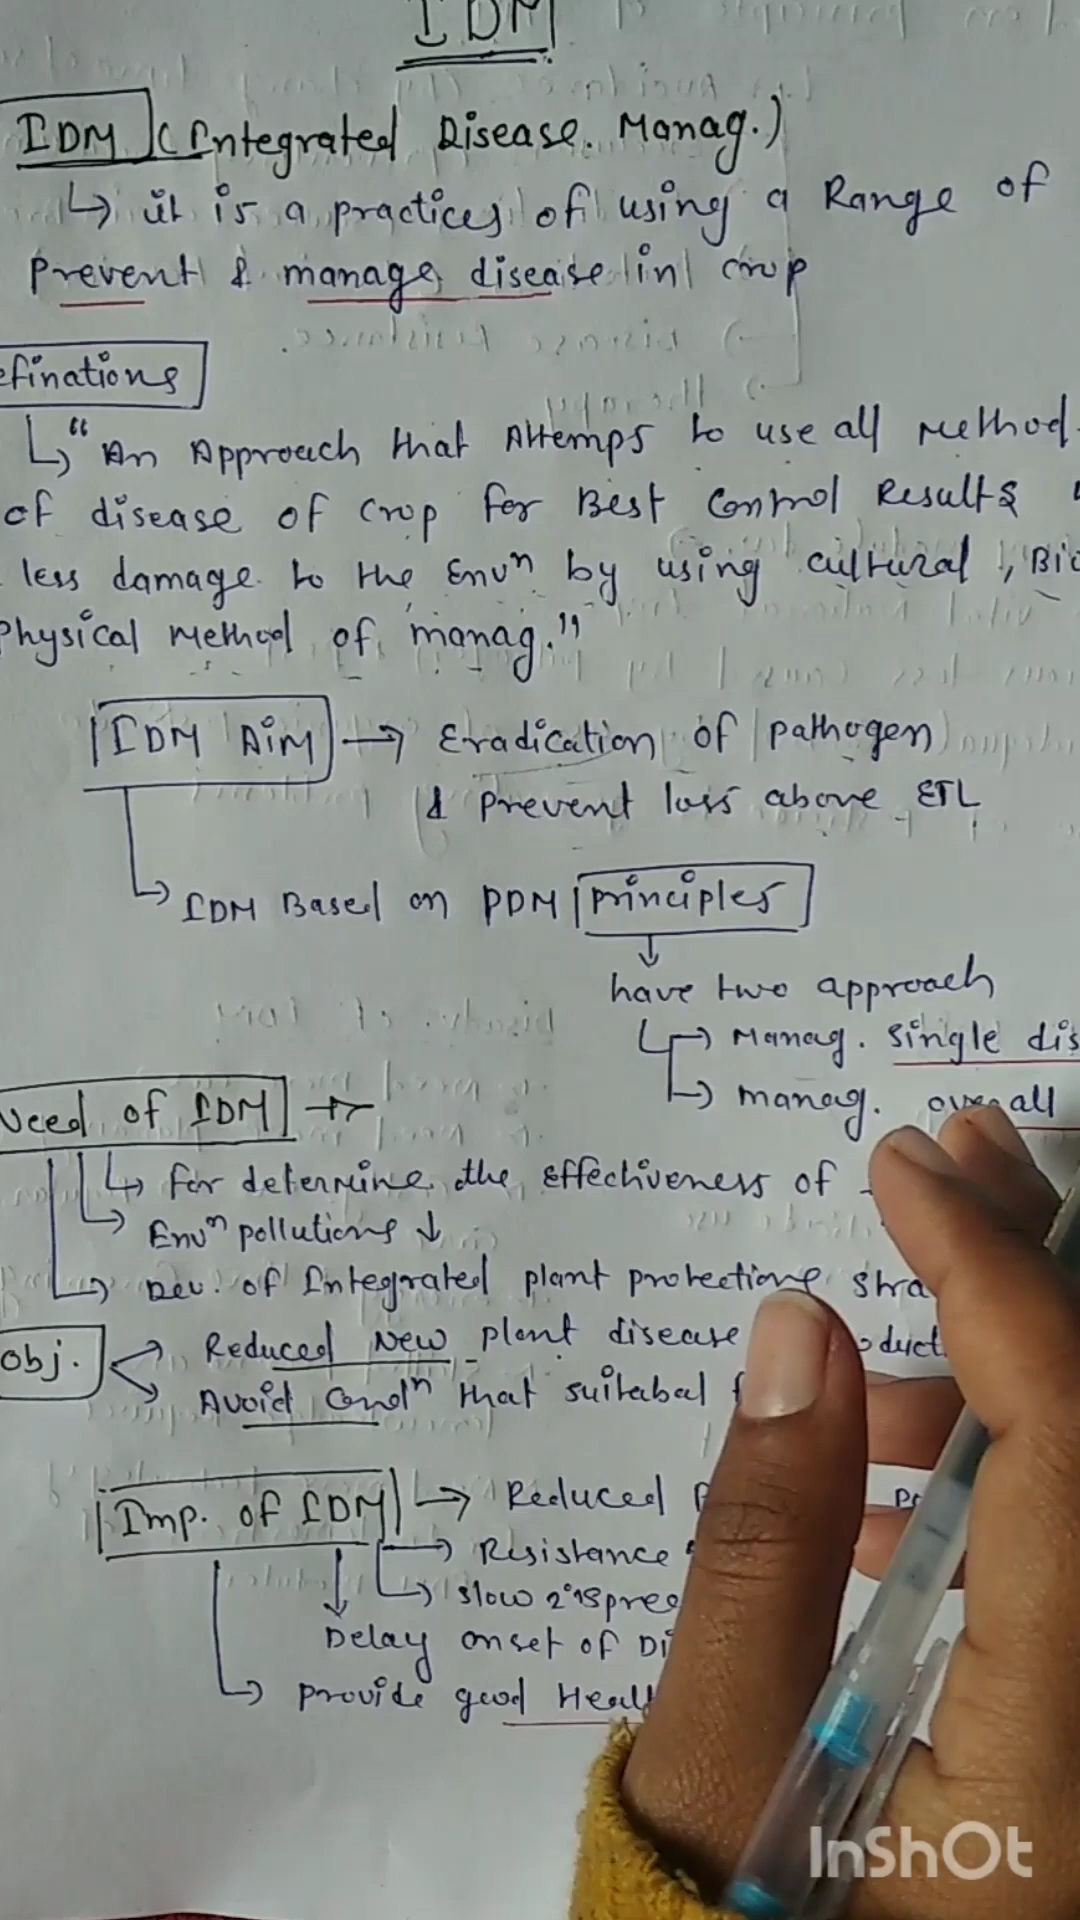 IDM
IDM (Integrated Disease. Manag.)
↳ it is a practices of using a Range of
Prevent & manage disease in crop
efinations
↳ "An Approach that Attemps to use all Method
of disease of crop for Best Control Results
less damage to the Envⁿ by using cultural, Bio
Physical Method of manag."
IDM AiM → Eradication of pathogen
& prevent loss above ETL
↳ IDM Based on PDM principles
↓
have two approach
↳ Manag. single dis
↳ manag. overall
Need of IDM →
↳ for determine the effectiveness of
↳ Envⁿ pollutions ↓
↳ Dev. of Integrated plant protections stra
obj. → Reduced New plant disease oduct
→ Avoid Condⁿ that suitabal f
Imp. of IDM → Reduced
→ Resistance
↳ slow 2° spre
↓ Delay onset of Di
↳ provide good Healt
InShOt